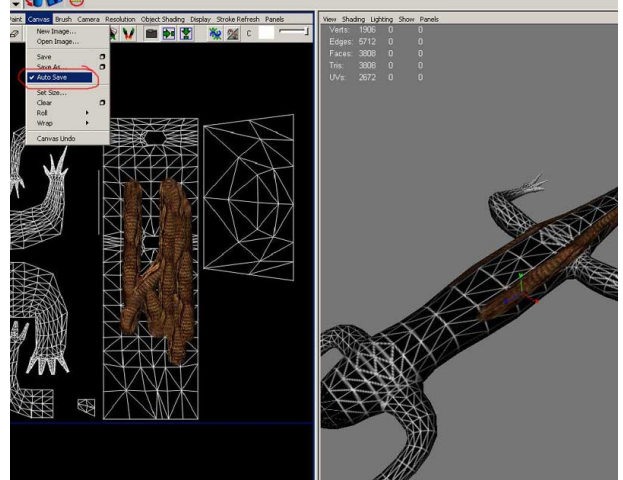 Paint Canvas Brush Camera Resolution Object Shading Display Stroke Refresh Panels
New Image...
Open Image...
Save
Save As...
Auto Save
Set Size...
Clear
Roll
Wrap
Canvas Undo
C
View Shading Lighting Show Panels
Verts: 1906 0 0
Edges: 5712 0 0
Faces: 3808 0 0
Tris: 3808 0 0
UVs: 2672 0 0